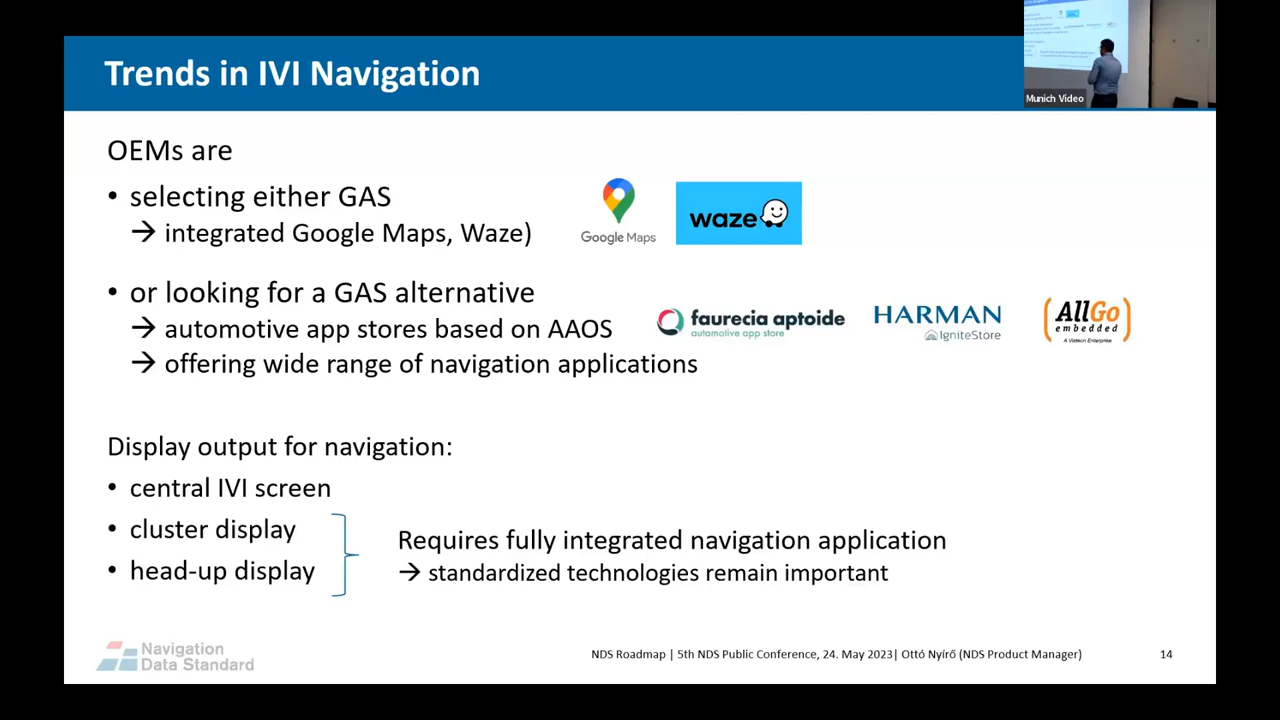 Trends in IVI Navigation
Munich Video
OEMs are
• selecting either GAS
→ integrated Google Maps, Waze)
Google Maps
waze
• or looking for a GAS alternative
→ automotive app stores based on AAOS
→ offering wide range of navigation applications
faurecia aptoide
automotive app store
HARMAN
IgniteStore
AllGo
embedded
A Visteon Enterprise
Display output for navigation:
• central IVI screen
• cluster display
• head-up display
Requires fully integrated navigation application
→ standardized technologies remain important
Navigation
Data Standard
NDS Roadmap | 5th NDS Public Conference, 24. May 2023| Ottó Nyírő (NDS Product Manager)
14